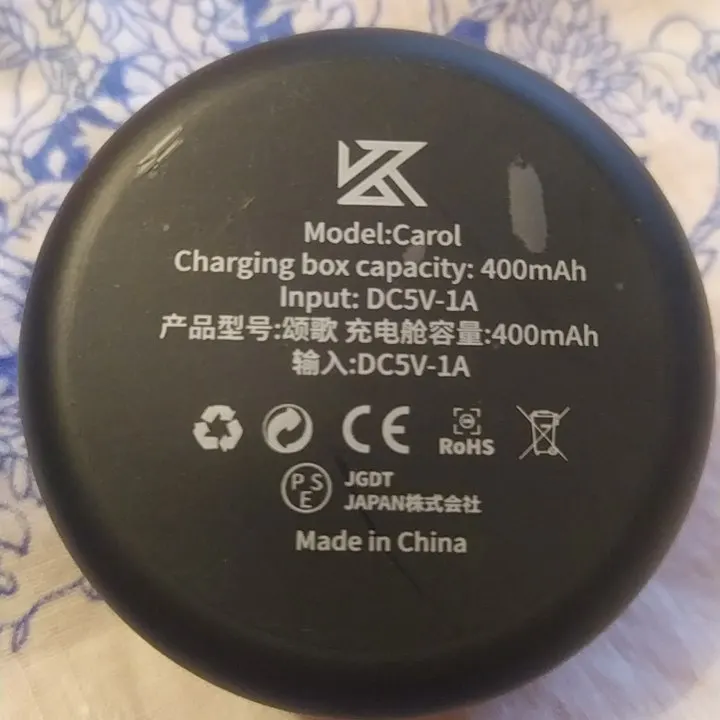 Model:Carol
Charging box capacity: 400mAh
Input: DC5V-1A
产品型号:颂歌 充电舱容量:400mAh
输入:DC5V-1A
CE
RoHS
PSE
JGDT
JAPAN株式会社
Made in China